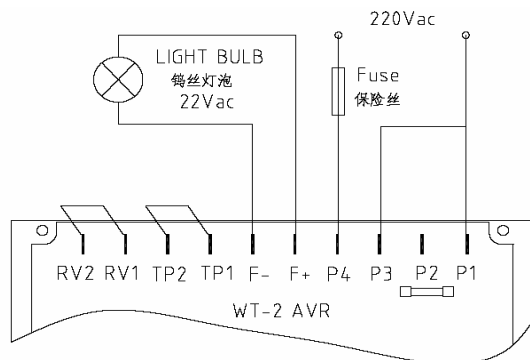 220Vac
LIGHT BULB
钨丝灯泡
22Vac
Fuse
保险丝
RV2 RV1 TP2 TP1 F- F+ P4 P3 P2 P1
WT-2 AVR